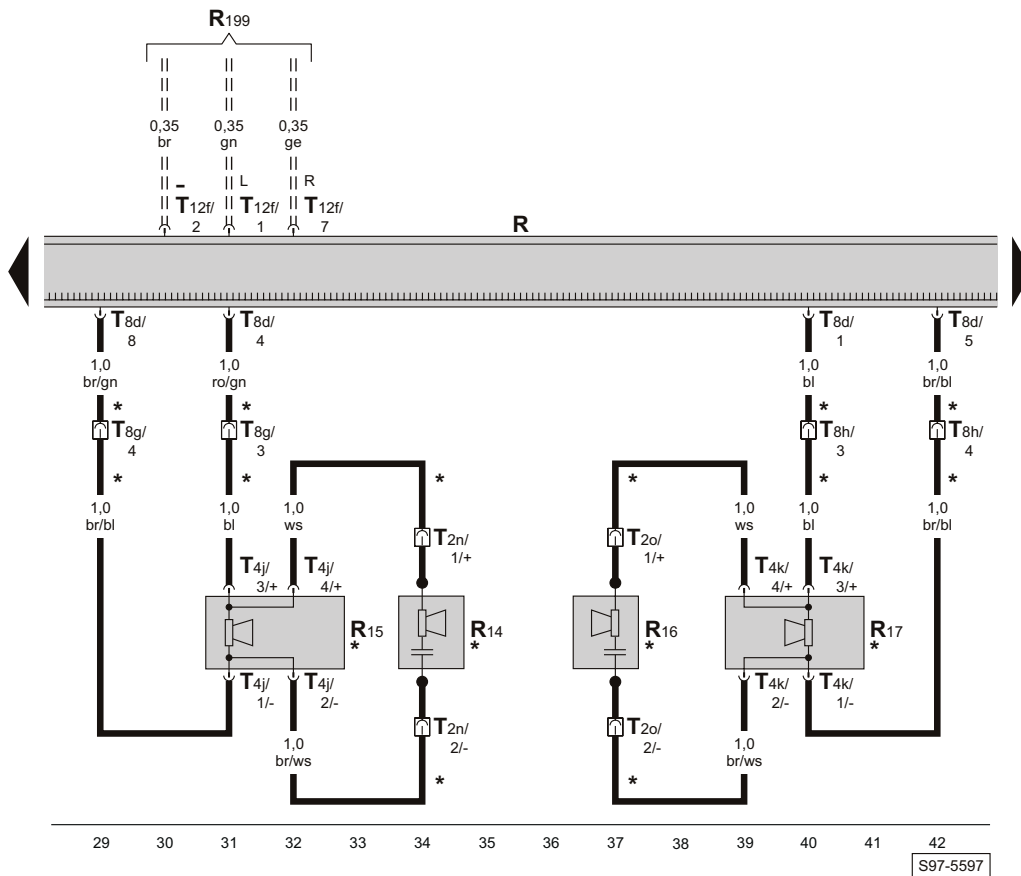 R199
0,35 0,35 0,35
br gn ge
- L R
T12f/ T12f/ T12f/
2 1 7
R
T8d/ T8d/ T8d/ T8d/
8 4 1 5
1,0 1,0 1,0 1,0
br/gn ro/gn bl br/bl
* * * *
T8g/ T8g/ T8h/ T8h/
4 3 3 4
* * * * * *
1,0 1,0 1,0 1,0 1,0 1,0
br/bl bl ws ws bl br/bl
T2n/ T2o/
1/+ 1/+
T4j/ T4j/ T4k/ T4k/
3/+ 4/+ 4/+ 3/+
R15 R14 R16 R17
* * * *
T4j/ T4j/ T4k/ T4k/
1/- 2/- 2/- 1/-
T2n/ T2o/
2/- 2/-
1,0 1,0
br/ws br/ws
* *
29 30 31 32 33 34 35 36 37 38 39 40 41 42
S97-5597